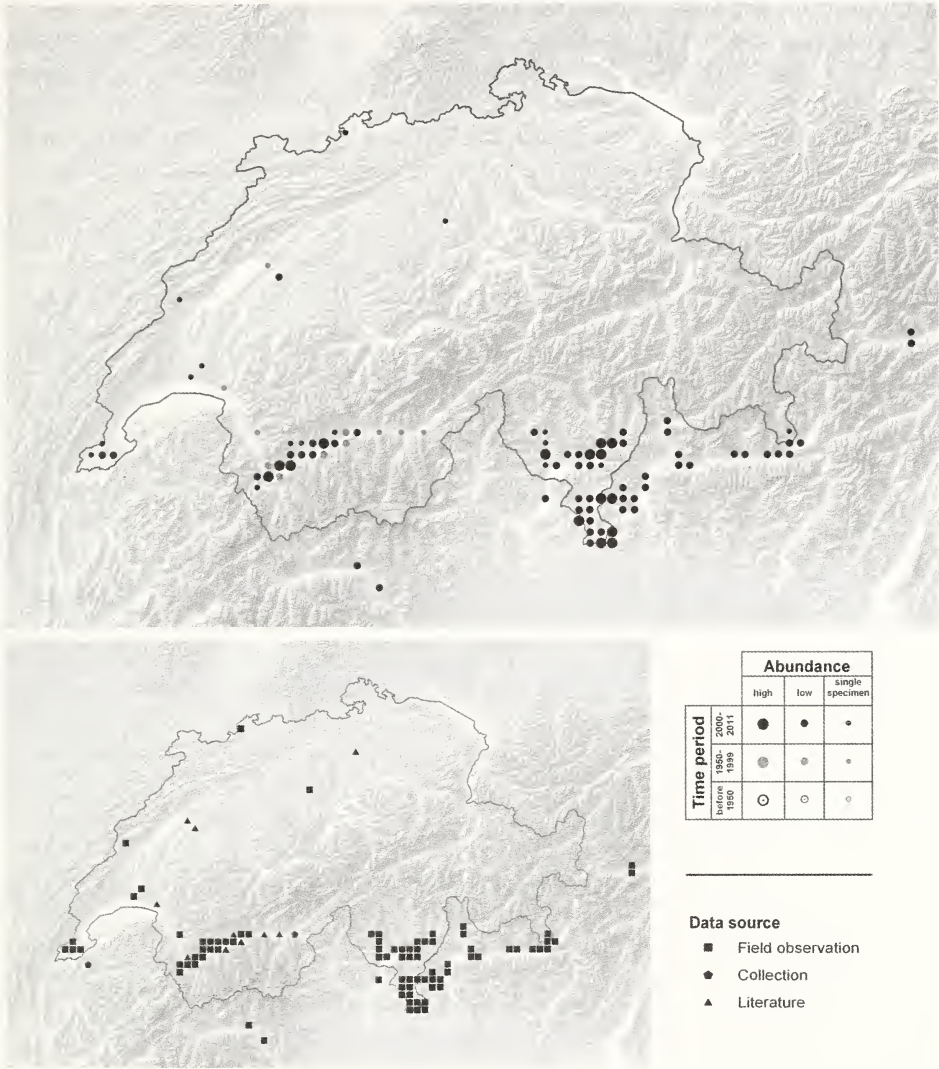 Abundance
high low single specimen
Time period
2000-2011
1950-1999
before 1950
Data source
Field observation
Collection
Literature